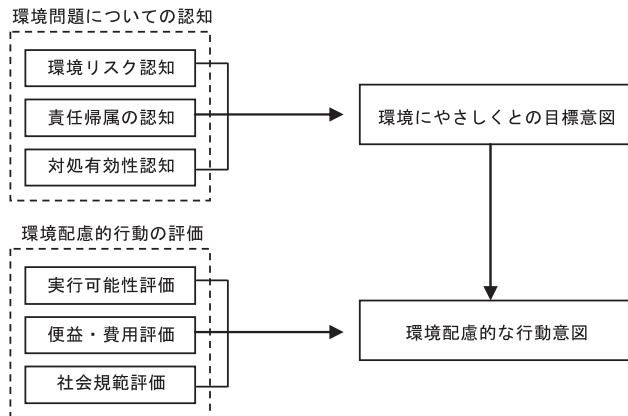 環境問題についての認知
環境リスク認知
責任帰属の認知
対処有効性認知
環境にやさしくとの目標意図
環境配慮的行動の評価
実行可能性評価
便益・費用評価
社会規範評価
環境配慮的な行動意図